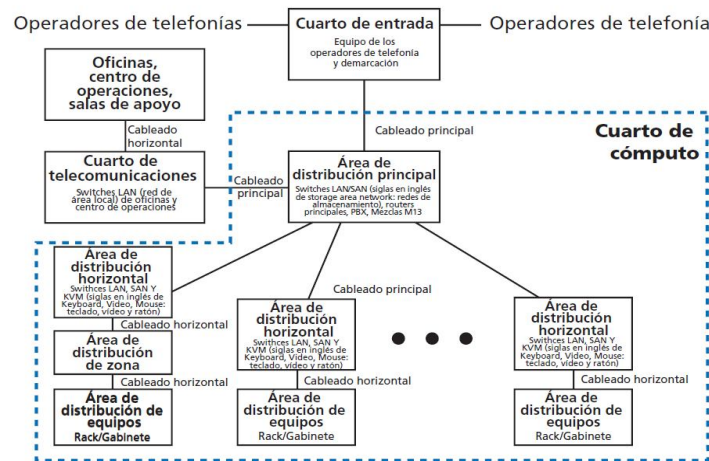 Operadores de telefonías
Cuarto de entrada
Equipo de los
operadores de telefonía
y demarcación
Operadores de telefonía
Oficinas,
centro de
operaciones,
salas de apoyo
Cableado
horizontal
Cableado principal
Cuarto de
cómputo
Cuarto de
telecomunicaciones
Switches LAN (red de
área local) de oficinas y
centro de operaciones
Cableado
principal
Área de
distribución principal
Switches LAN/SAN (siglas en inglés
de storage area network: redes de
almacenamiento), routers
principales, PBX, Mezclas M13
Área de
distribución
horizontal
Swithces LAN, SAN Y
KVM (siglas en inglés de
Keyboard, Video, Mouse:
teclado, vídeo y ratón)
Cableado horizontal
Área de
distribución
de zona
Cableado horizontal
Área de
distribución de
equipos
Rack/Gabinete
Cableado principal
Área de
distribución
horizontal
Swithces LAN, SAN Y
KVM (siglas en inglés de
Keyboard, Video, Mouse:
teclado, vídeo y ratón)
Cableado horizontal
Área de
distribución de
equipos
Rack/Gabinete
Área de
distribución
horizontal
Swithces LAN, SAN Y
KVM (siglas en inglés de
Keyboard, Video, Mouse:
teclado, vídeo y ratón)
Cableado horizontal
Área de
distribución de
equipos
Rack/Gabinete